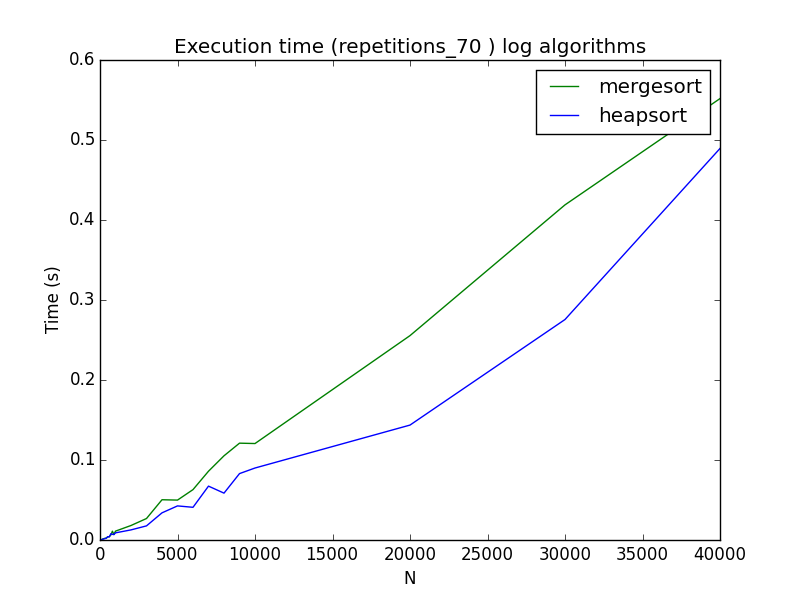 Execution time (repetitions_70 ) log algorithms
mergesort
heapsort
Time (s)
0.6
0.5
0.4
0.3
0.2
0.1
0.0
0 5000 10000 15000 20000 25000 30000 35000 40000
N